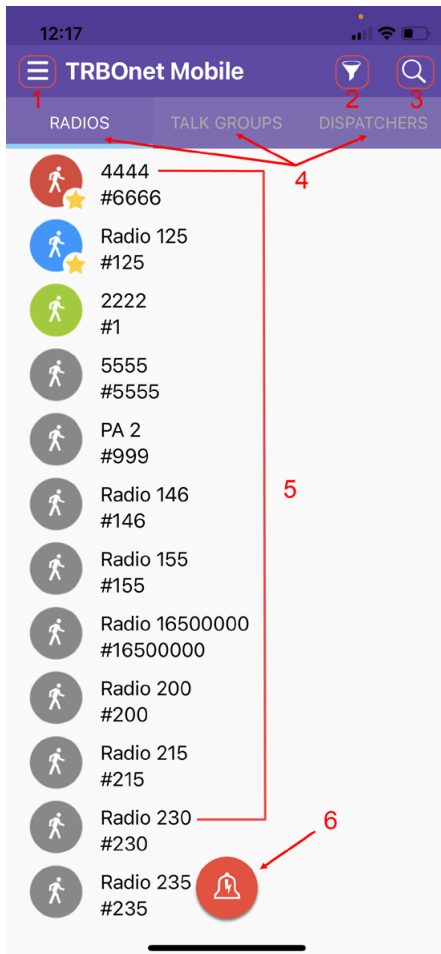 12:17
TRBOnet Mobile
1
2
3
RADIOS TALK GROUPS DISPATCHERS
4
4444
#6666
Radio 125
#125
2222
#1
5555
#5555
PA 2
#999
5
Radio 146
#146
Radio 155
#155
Radio 16500000
#16500000
Radio 200
#200
Radio 215
#215
Radio 230
#230
6
Radio 235
#235